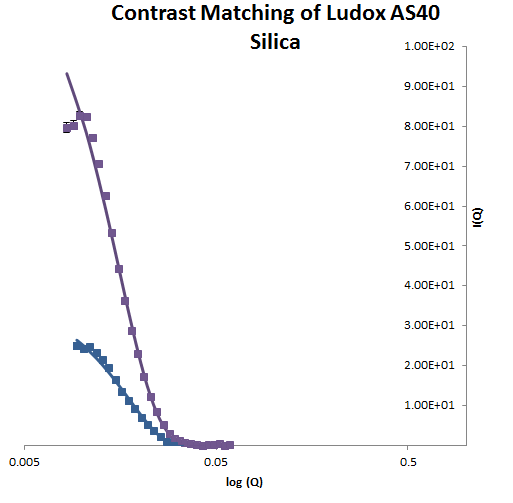 Contrast Matching of Ludox AS40
Silica
1.00E+02
9.00E+01
8.00E+01
7.00E+01
6.00E+01
5.00E+01
4.00E+01
3.00E+01
2.00E+01
1.00E+01
I(Q)
0.005
0.05
0.5
log (Q)